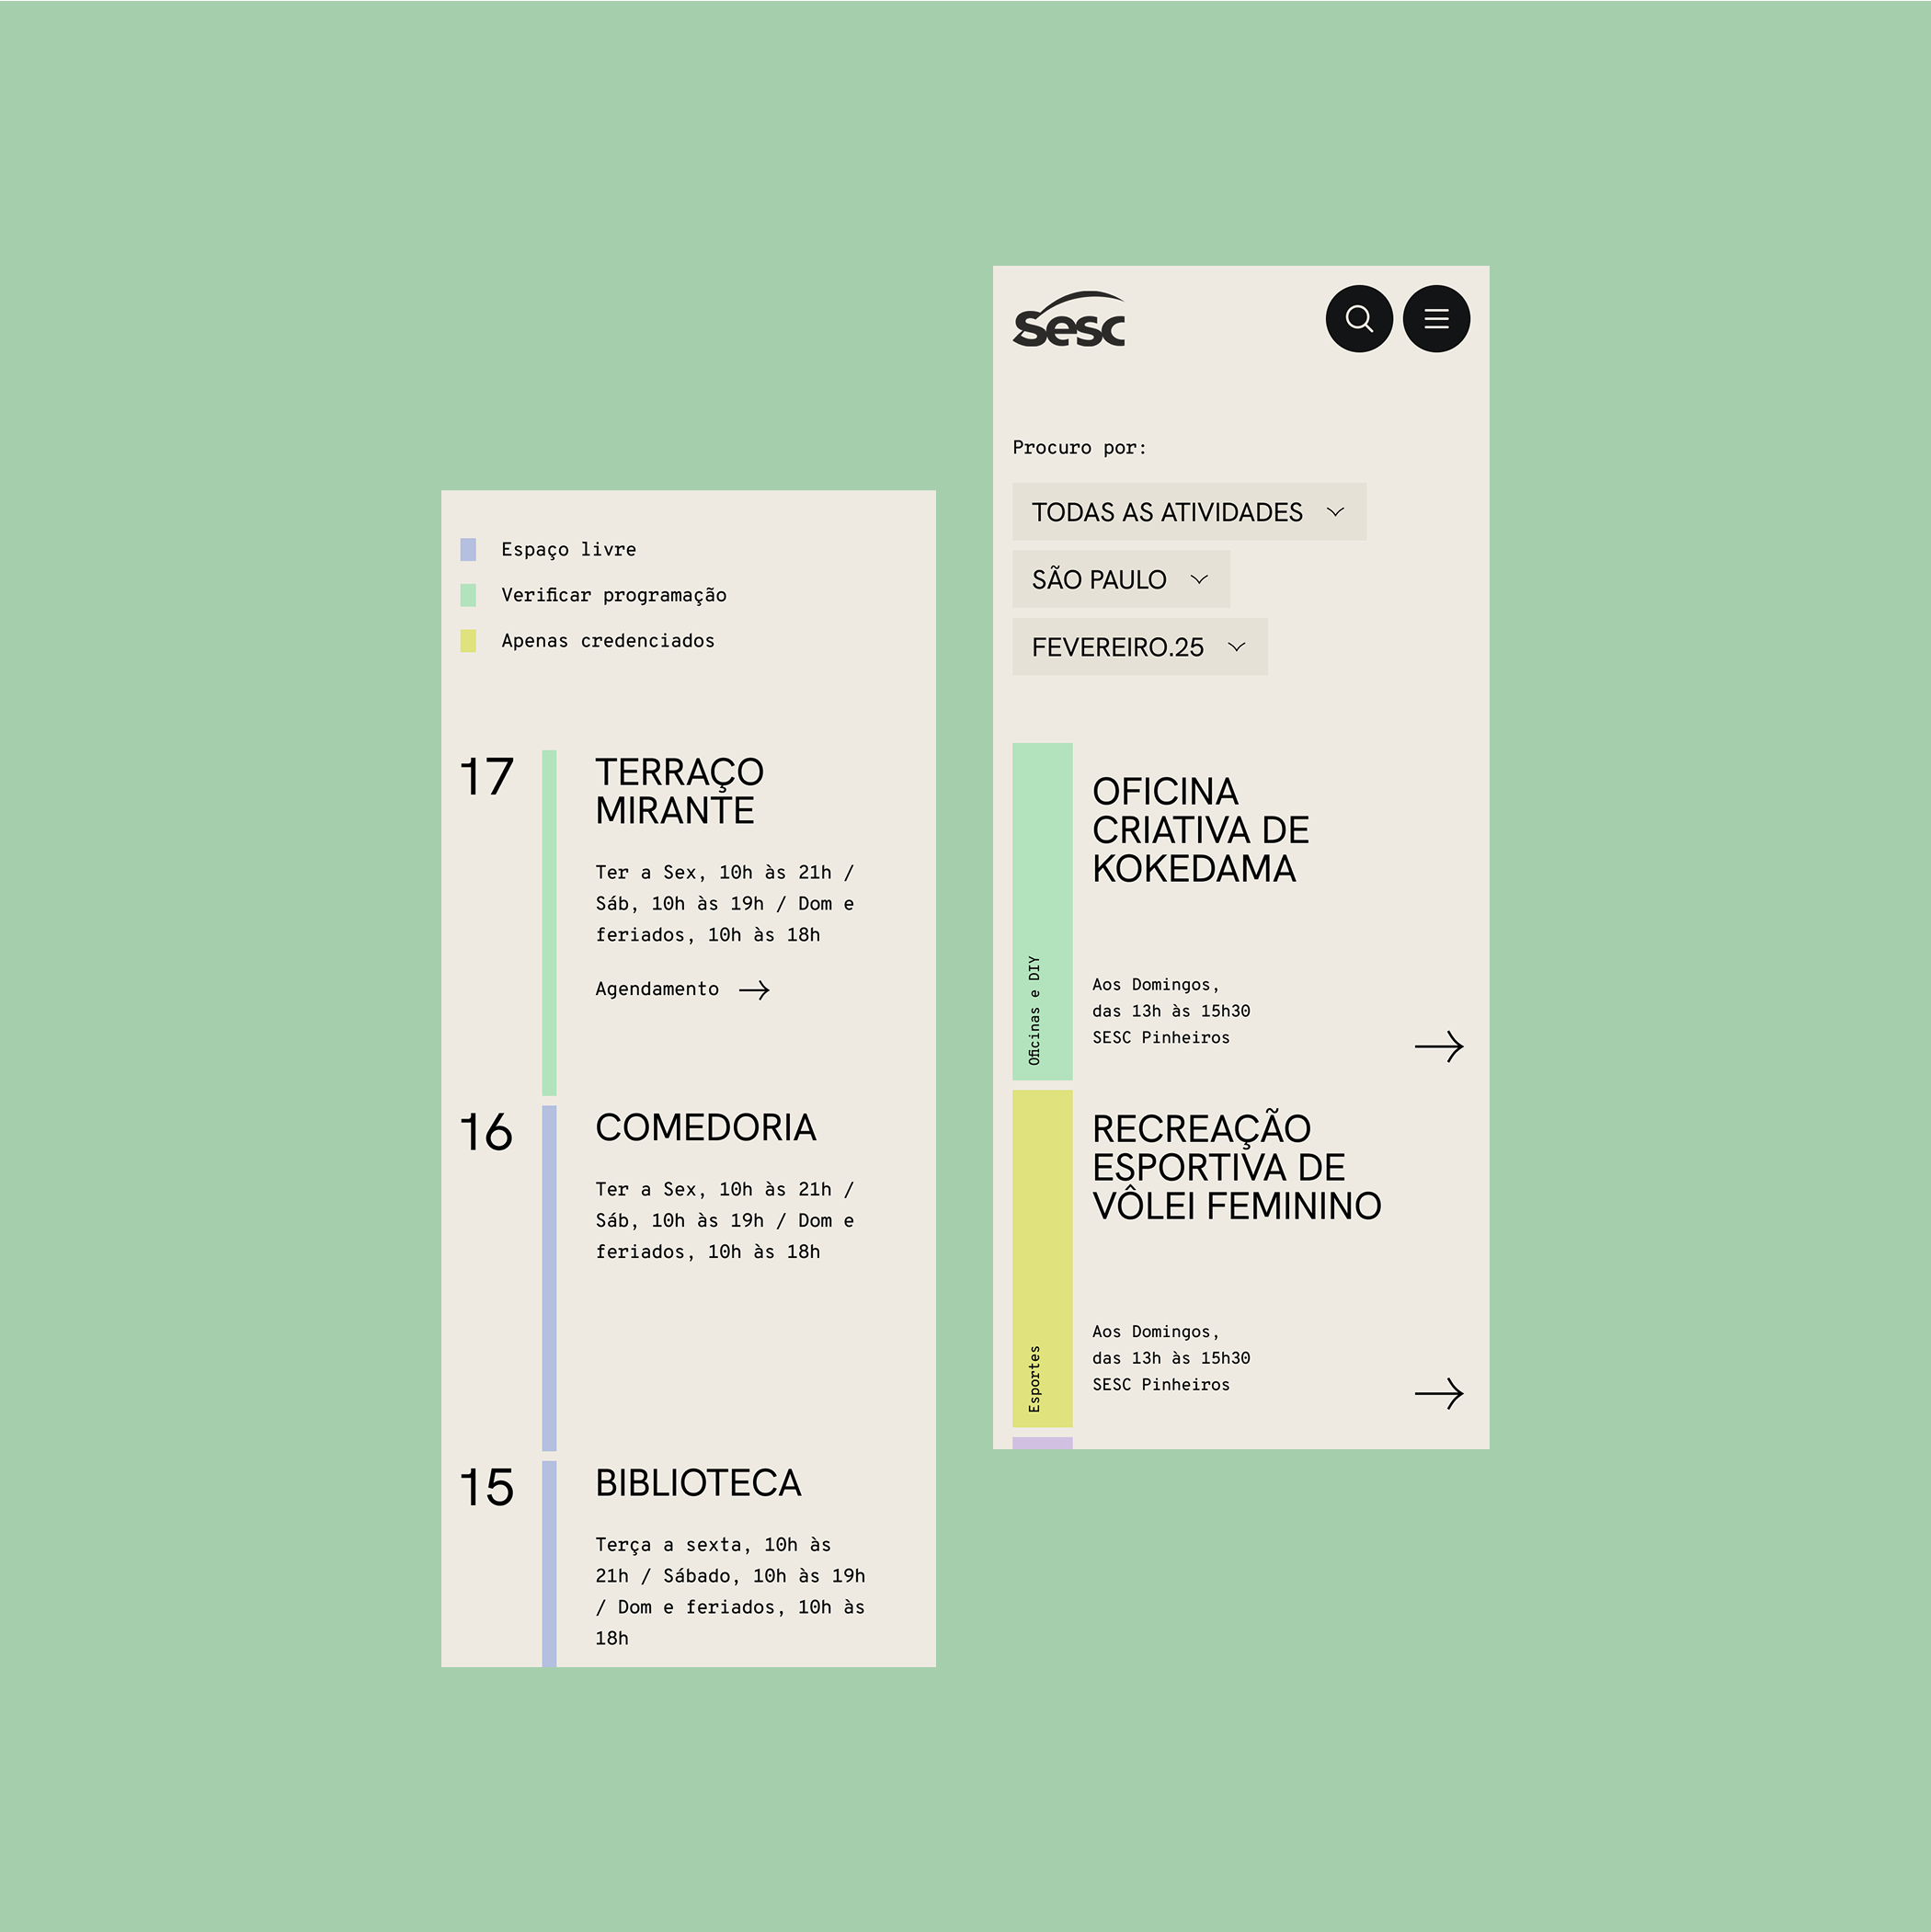 Espaço livre
Verificar programação
Apenas credenciados
17
TERRAÇO
MIRANTE
Ter a Sex, 10h às 21h /
Sáb, 10h às 19h / Dom e
feriados, 10h às 18h
Agendamento
16
COMEDORIA
Ter a Sex, 10h às 21h /
Sáb, 10h às 19h / Dom e
feriados, 10h às 18h
15
BIBLIOTECA
Terça a sexta, 10h às
21h / Sábado, 10h às 19h
/ Dom e feriados, 10h às
18h
sesc
Procuro por:
TODAS AS ATIVIDADES
SÃO PAULO
FEVEREIRO.25
Oficinas e DIY
OFICINA
CRIATIVA DE
KOKEDAMA
Aos Domingos,
das 13h às 15h30
SESC Pinheiros
Esportes
RECREAÇÃO
ESPORTIVA DE
VÔLEI FEMININO
Aos Domingos,
das 13h às 15h30
SESC Pinheiros